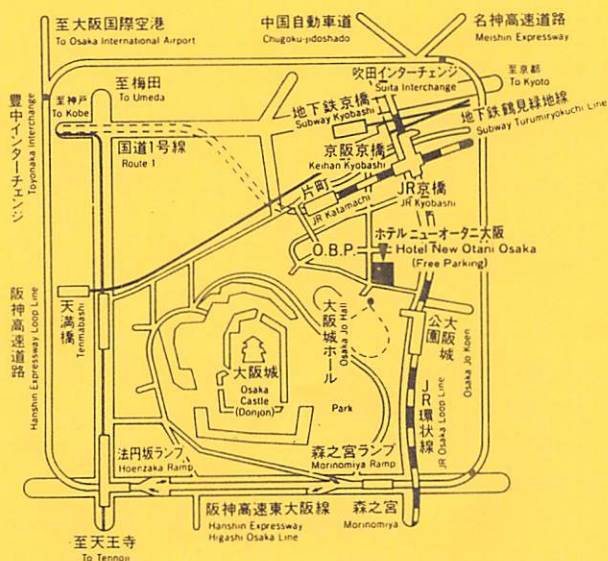 至大阪国際空港
To Osaka International Airport
中国自動車道
Chugoku-jidoshado
名神高速道路
Meishin Expressway
吹田インターチェンジ
Suita Interchange
至京都
To Kyoto
至梅田
To Umeda
至神戸
To Kobe
豊中インターチェンジ
Toyonaka Interchange
地下鉄京橋
Subway Kyobashi
地下鉄鶴見緑地線
Subway Turumiryokuchi Line
国道1号線
Route 1
京阪京橋
Keihan Kyobashi
片町
JR Katamachi
JR京橋
JR Kyobashi
O.B.P.
ホテルニューオータニ大阪
Hotel New Otani Osaka
(Free Parking)
阪神高速道路
Hanshin Expressway Loop Line
天満橋
Tenmabashi
大阪城ホール
Osaka Jo Hall
大阪城公園
Osaka Jo Koen
大阪城
Osaka
Castle
(Donjon)
Park
JR環状線
JR Osaka Loop Line
法円坂ランプ
Hoenzaka Ramp
森之宮ランプ
Morinomiya Ramp
阪神高速東大阪線
Hanshin Expressway
Higashi Osaka Line
森之宮
Morinomiya
至天王寺
To Tennoji